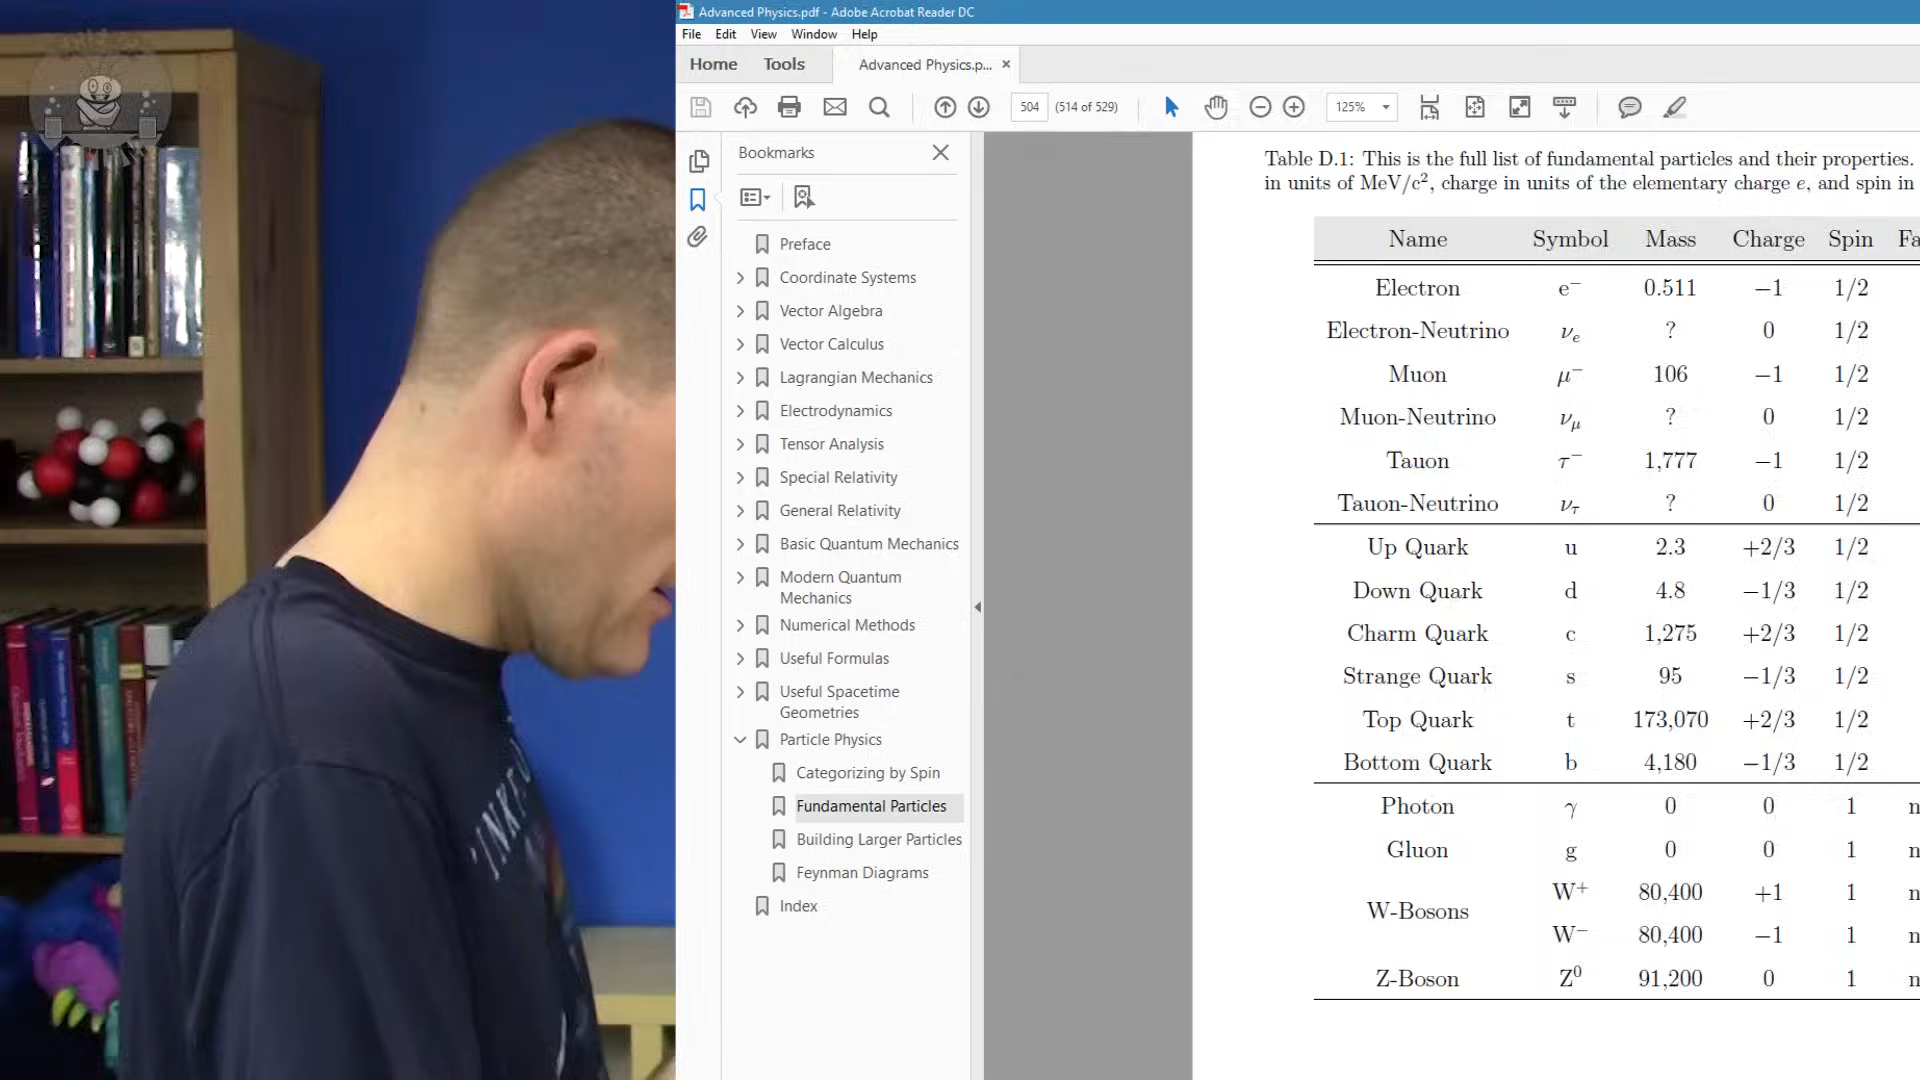 Advanced Physics.pdf - Adobe Acrobat Reader DC
File Edit View Window Help
Home Tools Advanced Physics.p... ×
504 (514 of 529) 125%
Bookmarks
Preface
Coordinate Systems
Vector Algebra
Vector Calculus
Lagrangian Mechanics
Electrodynamics
Tensor Analysis
Special Relativity
General Relativity
Basic Quantum Mechanics
Modern Quantum
Mechanics
Numerical Methods
Useful Formulas
Useful Spacetime
Geometries
Particle Physics
Categorizing by Spin
Fundamental Particles
Building Larger Particles
Feynman Diagrams
Index
Table D.1: This is the full list of fundamental particles and their properties.
in units of MeV/c², charge in units of the elementary charge e, and spin in
Name Symbol Mass Charge Spin Fa
Electron e⁻ 0.511 −1 1/2
Electron-Neutrino νₑ ? 0 1/2
Muon μ⁻ 106 −1 1/2
Muon-Neutrino ν_μ ? 0 1/2
Tauon τ⁻ 1,777 −1 1/2
Tauon-Neutrino ν_τ ? 0 1/2
Up Quark u 2.3 +2/3 1/2
Down Quark d 4.8 −1/3 1/2
Charm Quark c 1,275 +2/3 1/2
Strange Quark s 95 −1/3 1/2
Top Quark t 173,070 +2/3 1/2
Bottom Quark b 4,180 −1/3 1/2
Photon γ 0 0 1 n
Gluon g 0 0 1 n
W⁺ 80,400 +1 1 n
W-Bosons
W⁻ 80,400 −1 1 n
Z-Boson Z⁰ 91,200 0 1 n